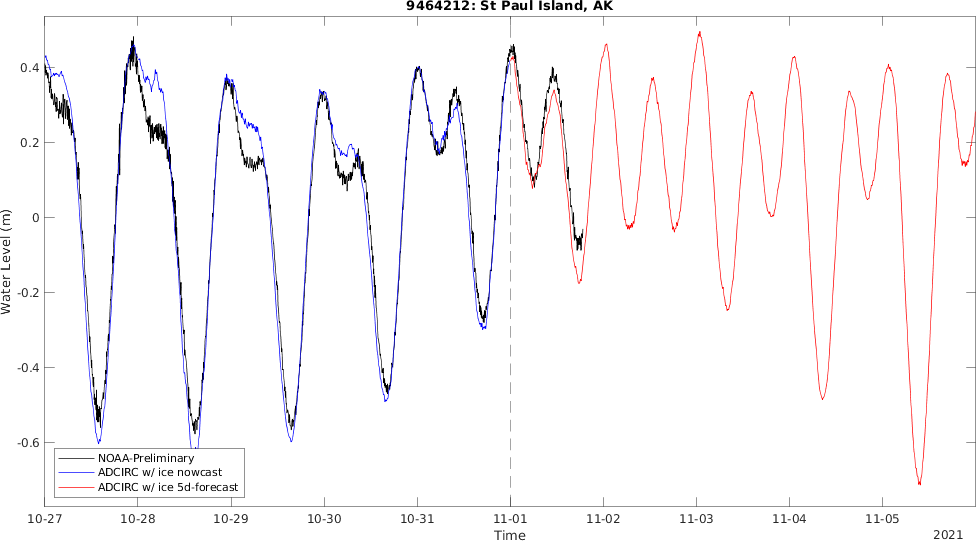 9464212: St Paul Island, AK
Water Level (m)
0.4
0.2
0
-0.2
-0.4
-0.6
NOAA-Preliminary
ADCIRC w/ ice nowcast
ADCIRC w/ ice 5d-forecast
10-27 10-28 10-29 10-30 10-31 11-01 11-02 11-03 11-04 11-05
Time
2021